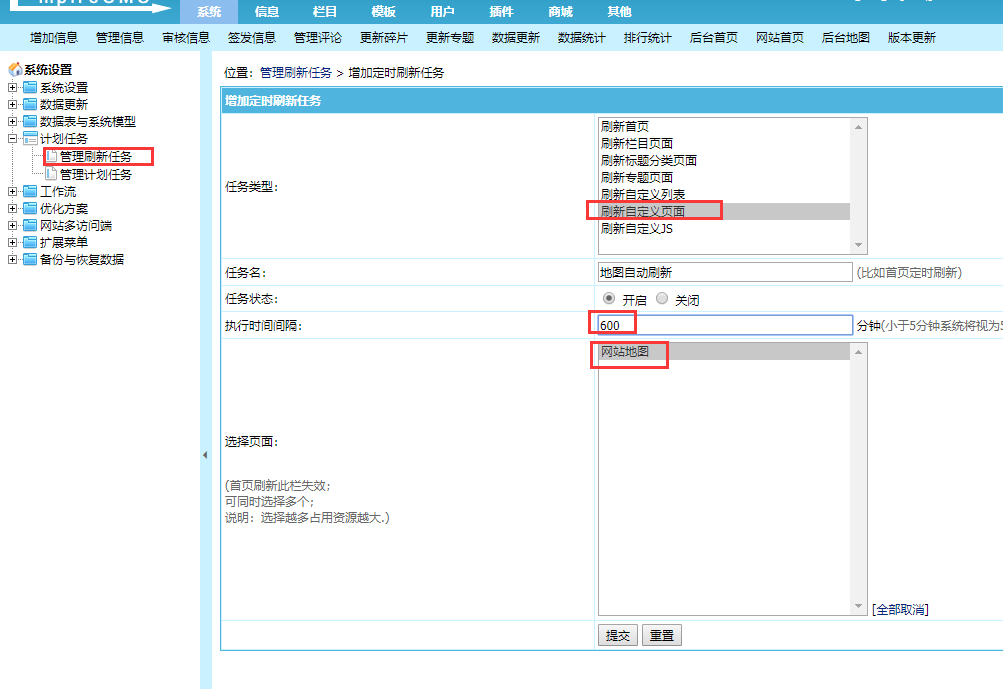 系统 信息 栏目 模板 用户 插件 商城 其他
增加信息 管理信息 审核信息 签发信息 管理评论 更新碎片 更新专题 数据更新 数据统计 排行统计 后台首页 网站首页 后台地图 版本更新
系统设置
系统设置
数据更新
数据表与系统模型
计划任务
管理刷新任务
管理计划任务
工作流
优化方案
网站多访问端
扩展菜单
备份与恢复数据
位置：管理刷新任务 > 增加定时刷新任务
增加定时刷新任务
任务类型：
刷新首页
刷新栏目页面
刷新标题分类页面
刷新专题页面
刷新自定义列表
刷新自定义页面
刷新自定义JS
任务名： 地图自动刷新 (比如首页定时刷新)
任务状态： 开启 关闭
执行时间间隔： 600 分钟(小于5分钟系统将视为5
选择页面：
(首页刷新此栏失效；
可同时选择多个；
说明：选择越多占用资源越大.)
网站地图
[全部取消]
提交 重置